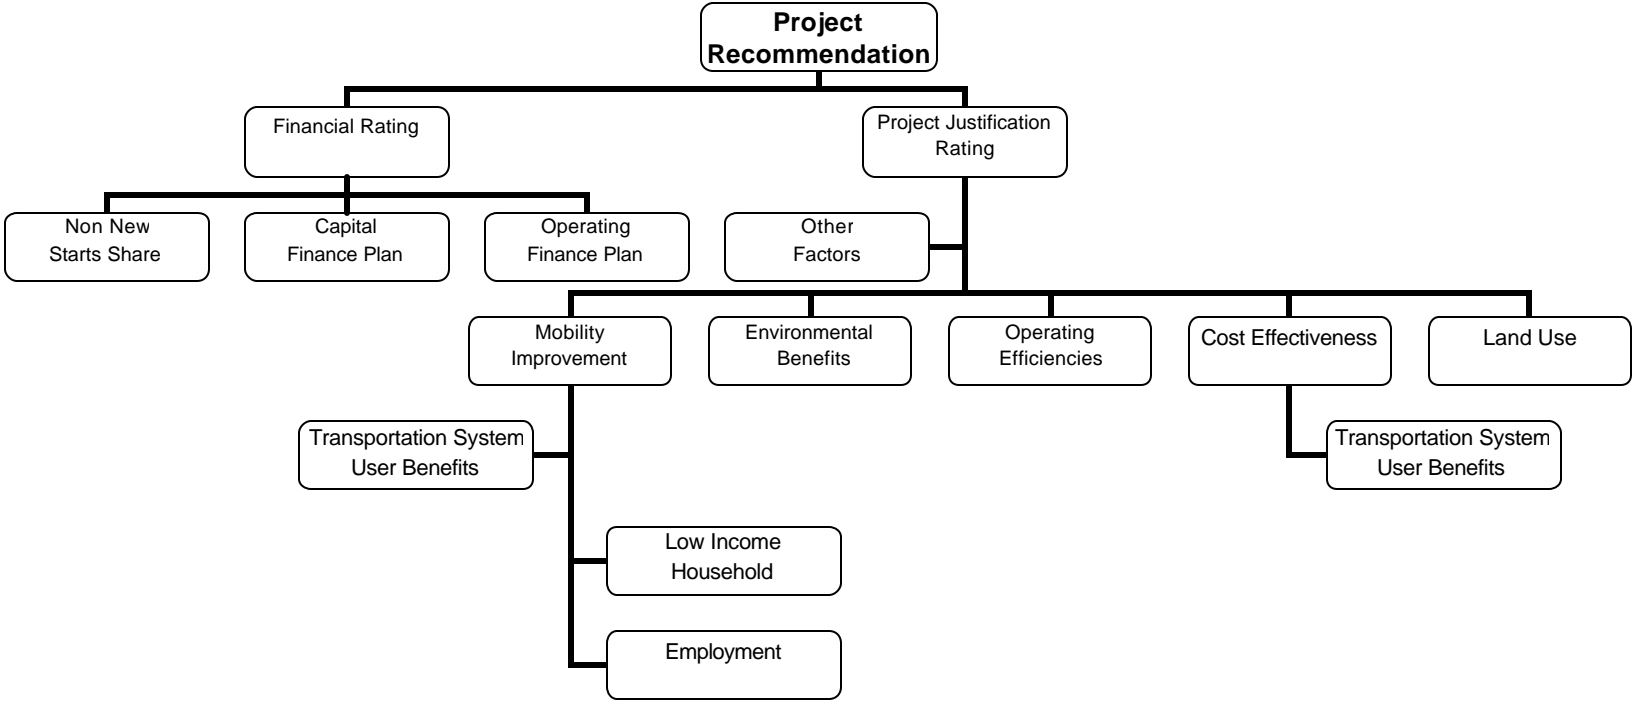 Project
Recommendation
Financial Rating
Project Justification
Rating
Non New
Starts Share
Capital
Finance Plan
Operating
Finance Plan
Other
Factors
Mobility
Improvement
Environmental
Benefits
Operating
Efficiencies
Cost Effectiveness
Land Use
Transportation System
User Benefits
Transportation System
User Benefits
Low Income
Household
Employment